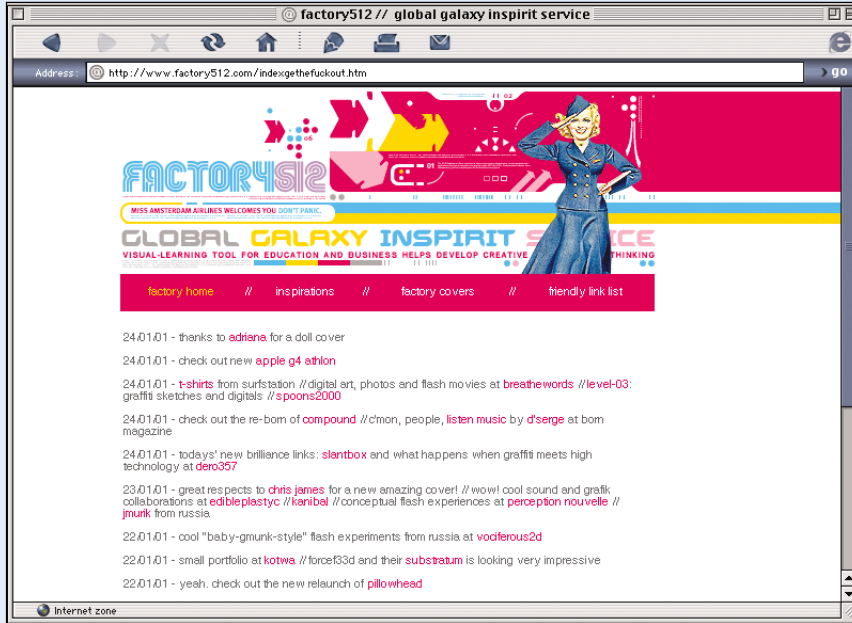 @ factory512 // global galaxy inspirit service
Address: @ http://www.factory512.com/indexgethefuckout.htm
go
02
06
01
FACTORY512
MISS AMSTERDAM AIRLINES WELCOMES YOU DON'T PANIC.
GLOBAL GALAXY INSPIRIT S ICE
VISUAL-LEARNING TOOL FOR EDUCATION AND BUSINESS HELPS DEVELOP CREATIVE THINKING
factory home // inspirations // factory covers // friendly link list
24/01/01 - thanks to adriana for a doll cover
24/01/01 - check out new apple g4 athlon
24/01/01 - t-shirts from surfstation //digital art, photos and flash movies at breathewords //level-03:
graffiti sketches and digitals //spoons2000
24/01/01 - check out the re-born of compound //c'mon, people, listen music by d'serge at born
magazine
24/01/01 - todays' new brilliance links: slantbox and what happens when graffiti meets high
technology at dero357
23/01/01 - great respects to chris james for a new amazing cover! //wow! cool sound and grafik
collaborations at edibleplastyc //kanibal //conceptual flash experiences at perception nouvelle //
jmurik from russia
22/01/01 - cool "baby-gmunk-style" flash experiments from russia at vociferous2d
22/01/01 - small portfolio at kotwa //forcef33d and their substratum is looking very impressive
22/01/01 - yeah. check out the new relaunch of pillowhead
Internet zone